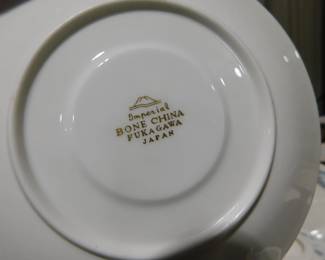 Imperial
BONE CHINA
FUKAGAWA
JAPAN